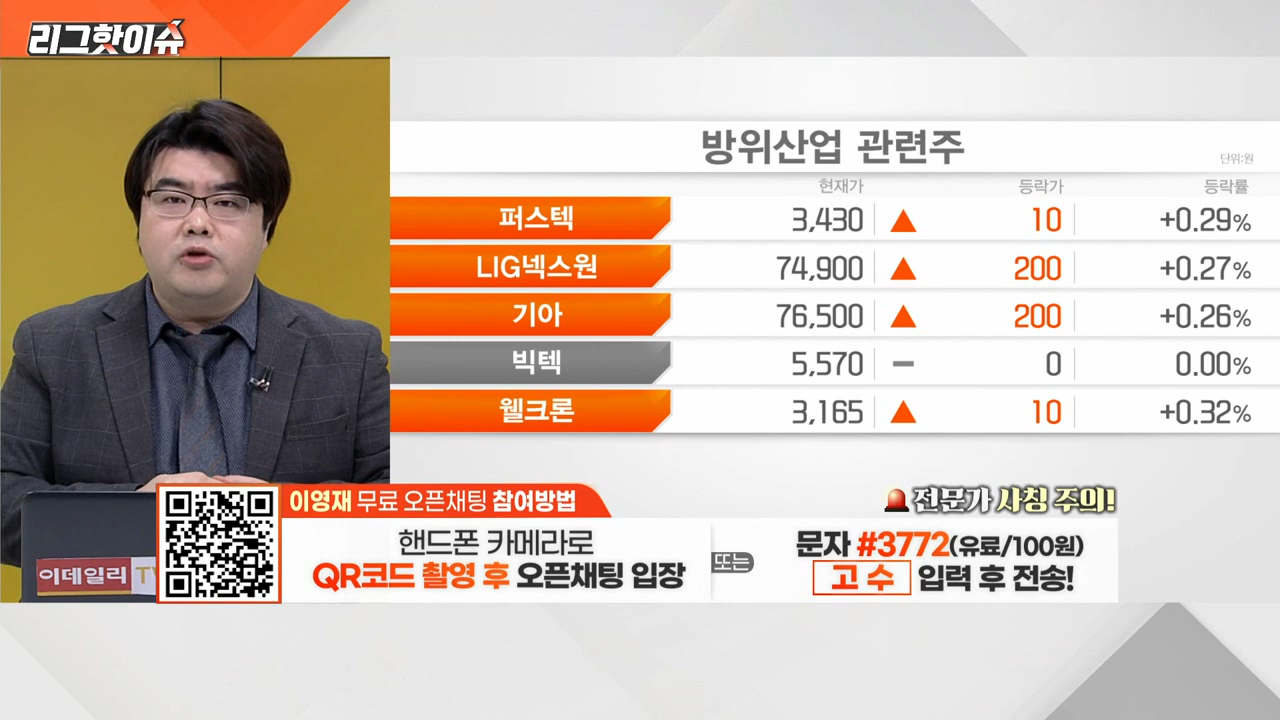 리그핫이슈
방위산업 관련주
단위:원
현재가 등락가 등락률
퍼스텍 3,430 ▲ 10 +0.29%
LIG넥스원 74,900 ▲ 200 +0.27%
기아 76,500 ▲ 200 +0.26%
빅텍 5,570 – 0 0.00%
웰크론 3,165 ▲ 10 +0.32%
이영재 무료 오픈채팅 참여방법
핸드폰 카메라로
QR코드 촬영 후 오픈채팅 입장
또는
전문가 사칭 주의!
문자 #3772(유료/100원)
고 수 입력 후 전송!
이데일리 TV